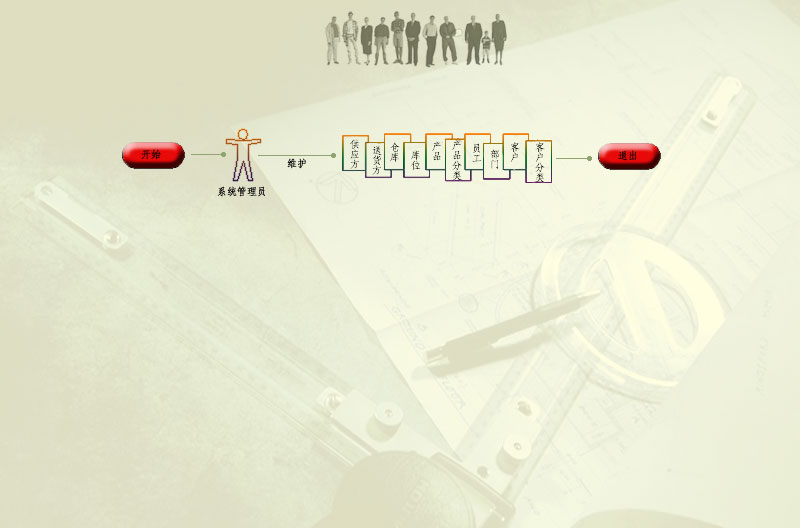 开始
系统管理员
维护
供应方
送货方
仓库
库位
产品
产品分类
员工
部门
客户
客户分类
退出